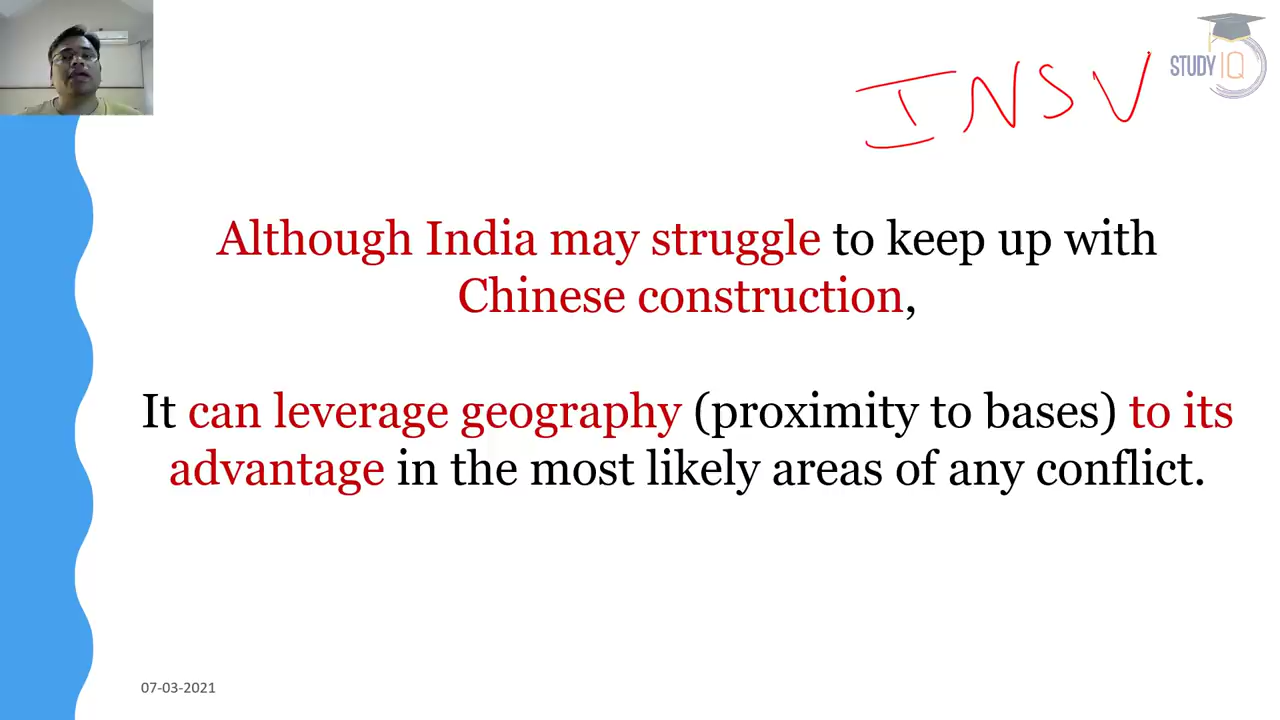 INSV
STUDY IQ
Although India may struggle to keep up with
Chinese construction,
It can leverage geography (proximity to bases) to its
advantage in the most likely areas of any conflict.
07-03-2021